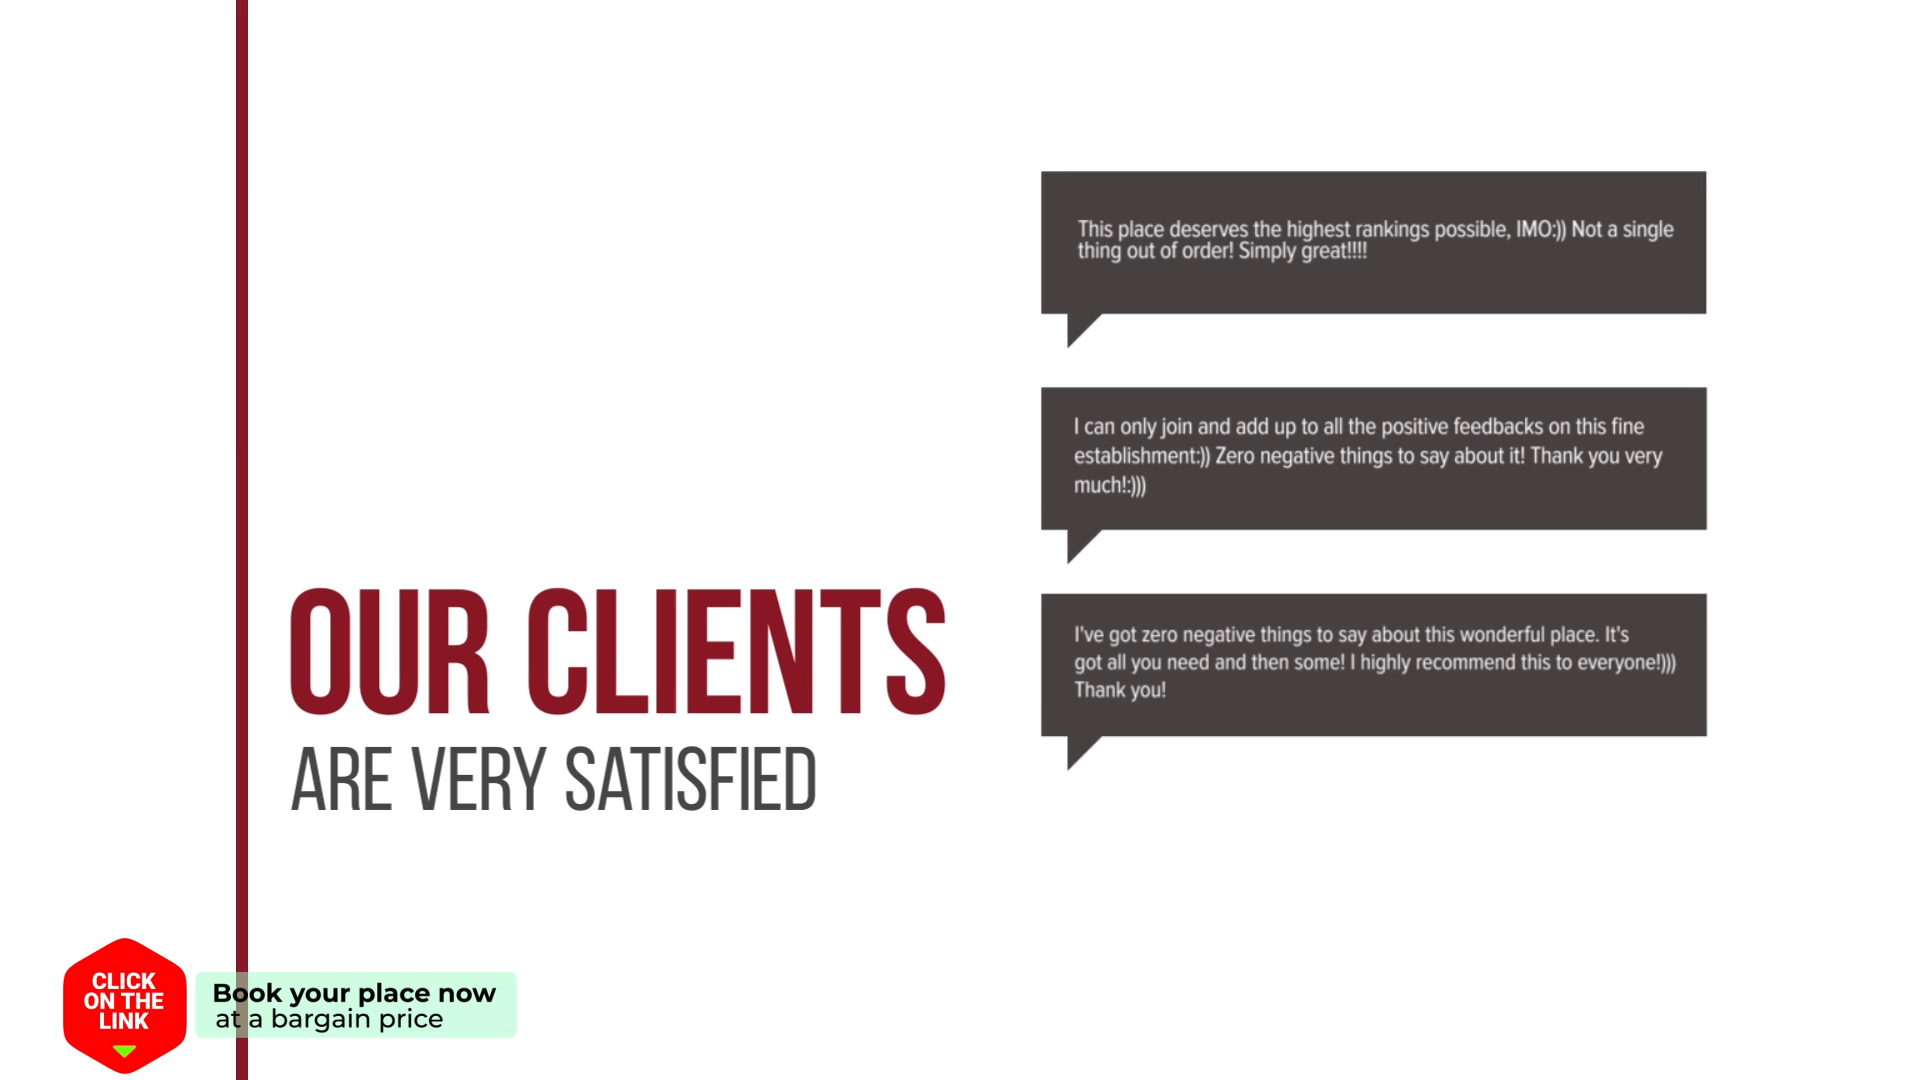 This place deserves the highest rankings possible, IMO:)) Not a single
thing out of order! Simply great!!!!
I can only join and add up to all the positive feedbacks on this fine
establishment:)) Zero negative things to say about it! Thank you very
much!:)))
I've got zero negative things to say about this wonderful place. It's
got all you need and then some! I highly recommend this to everyone!)))
Thank you!
OUR CLIENTS
ARE VERY SATISFIED
CLICK
ON THE
LINK
Book your place now
at a bargain price